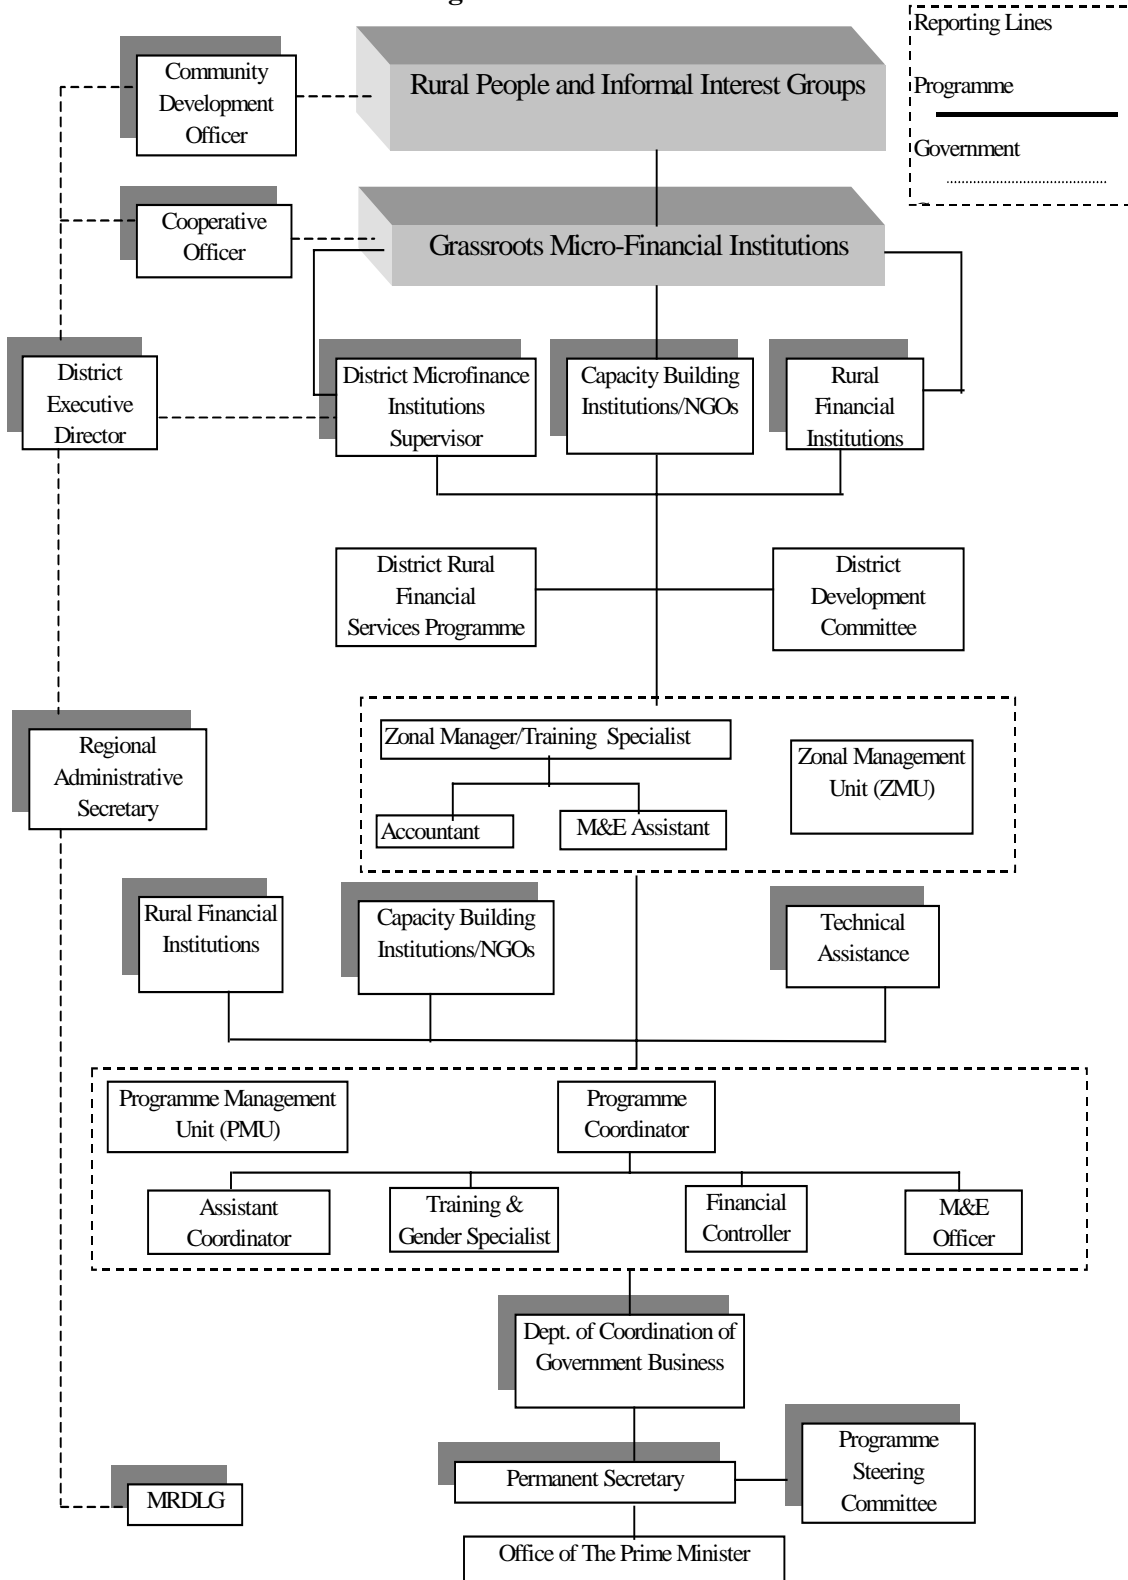 Reporting Lines
Programme
Government
Community
Development
Officer
Rural People and Informal Interest Groups
Cooperative
Officer
Grassroots Micro-Financial Institutions
District
Executive
Director
District Microfinance
Institutions
Supervisor
Capacity Building
Institutions/NGOs
Rural
Financial
Institutions
District Rural
Financial
Services Programme
District
Development
Committee
Regional
Administrative
Secretary
Zonal Manager/Training Specialist
Accountant
M&E Assistant
Zonal Management
Unit (ZMU)
Rural Financial
Institutions
Capacity Building
Institutions/NGOs
Technical
Assistance
Programme Management
Unit (PMU)
Programme
Coordinator
Assistant
Coordinator
Training &
Gender Specialist
Financial
Controller
M&E
Officer
Dept. of Coordination of
Government Business
Permanent Secretary
Programme
Steering
Committee
MRDLG
Office of The Prime Minister